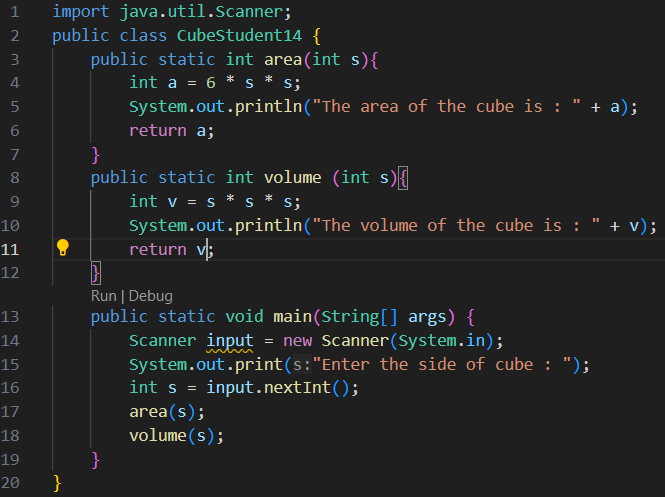 1 import java.util.Scanner;
2 public class CubeStudent14 {
3 public static int area(int s){
4 int a = 6 * s * s;
5 System.out.println("The area of the cube is : " + a);
6 return a;
7 }
8 public static int volume (int s){
9 int v = s * s * s;
10 System.out.println("The volume of the cube is : " + v);
11 return v;
12 }
Run | Debug
13 public static void main(String[] args) {
14 Scanner input = new Scanner(System.in);
15 System.out.print(s:"Enter the side of cube : ");
16 int s = input.nextInt();
17 area(s);
18 volume(s);
19 }
20 }